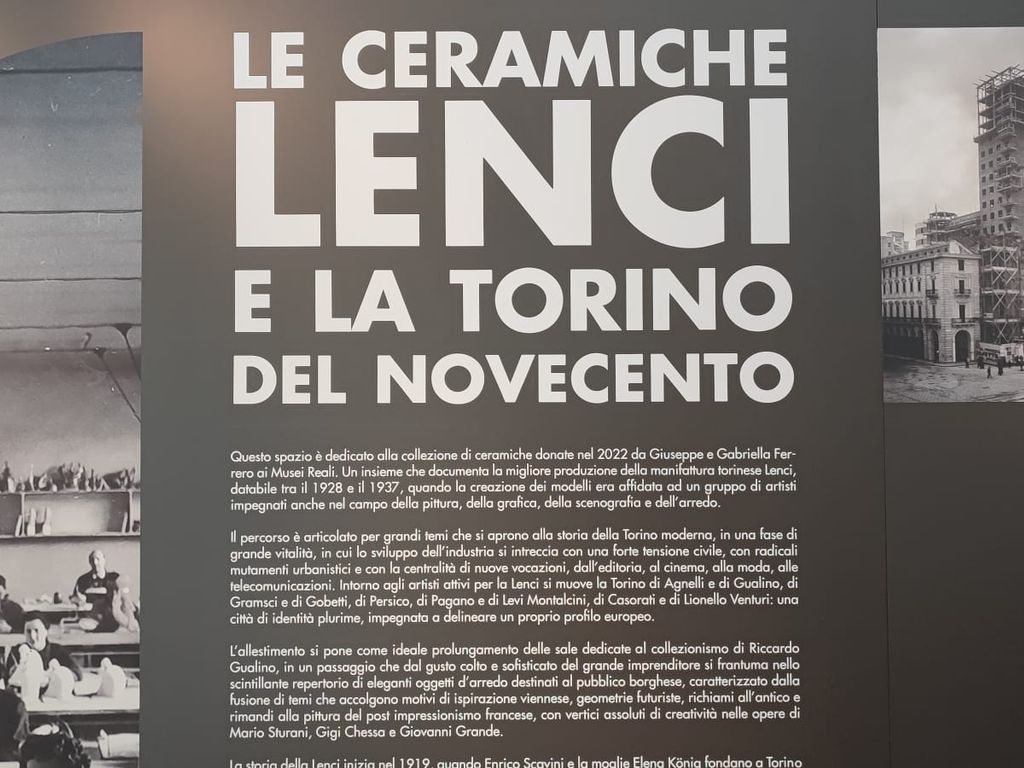 LE CERAMICHE
LENCI
E LA TORINO
DEL NOVECENTO
Questo spazio è dedicato alla collezione di ceramiche donate nel 2022 da Giuseppe e Gabriella Fer-
rero ai Musei Reali. Un insieme che documenta la migliore produzione della manifattura torinese Lenci,
databile tra il 1928 e il 1937, quando la creazione dei modelli era affidata ad un gruppo di artisti
impegnati anche nel campo della pittura, della grafica, della scenografia e dell'arredo.
Il percorso è articolato per grandi temi che si aprono alla storia della Torino moderna, in una fase di
grande vitalità, in cui lo sviluppo dell'industria si intreccia con una forte tensione civile, con radicali
mutamenti urbanistici e con la centralità di nuove vocazioni, dall'editoria, al cinema, alla moda, alle
telecomunicazioni. Intorno agli artisti attivi per la Lenci si muove la Torino di Agnelli e di Gualino, di
Gramsci e di Gobetti, di Persico, di Pagano e di Levi Montalcini, di Casorati e di Lionello Venturi: una
città di identità plurime, impegnata a delineare un proprio profilo europeo.
L'allestimento si pone come ideale prolungamento delle sale dedicate al collezionismo di Riccardo
Gualino, in un passaggio che dal gusto colto e sofisticato del grande imprenditore si frantuma nello
scintillante repertorio di eleganti oggetti d'arredo destinati al pubblico borghese, caratterizzato dalla
fusione di temi che accolgono motivi di ispirazione viennese, geometrie futuriste, richiami all'antico e
rimandi alla pittura del post impressionismo francese, con vertici assoluti di creatività nelle opere di
Mario Sturani, Gigi Chessa e Giovanni Grande.
La storia della Lenci inizia nel 1919, quando Enrico Scavini e la moglie Elena König fondano a Torino